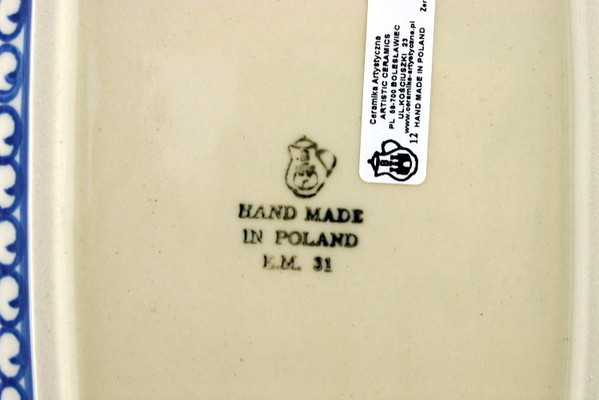 Ceramika Artystyczna
ARTISTIC CERAMICS
PL 59-700 BOLESŁAWIEC
UL.KOŚCIUSZKI 23
www.ceramika-artystyczna.pl
12 HAND MADE IN POLAND
HAND MADE
IN POLAND
E.M. 31